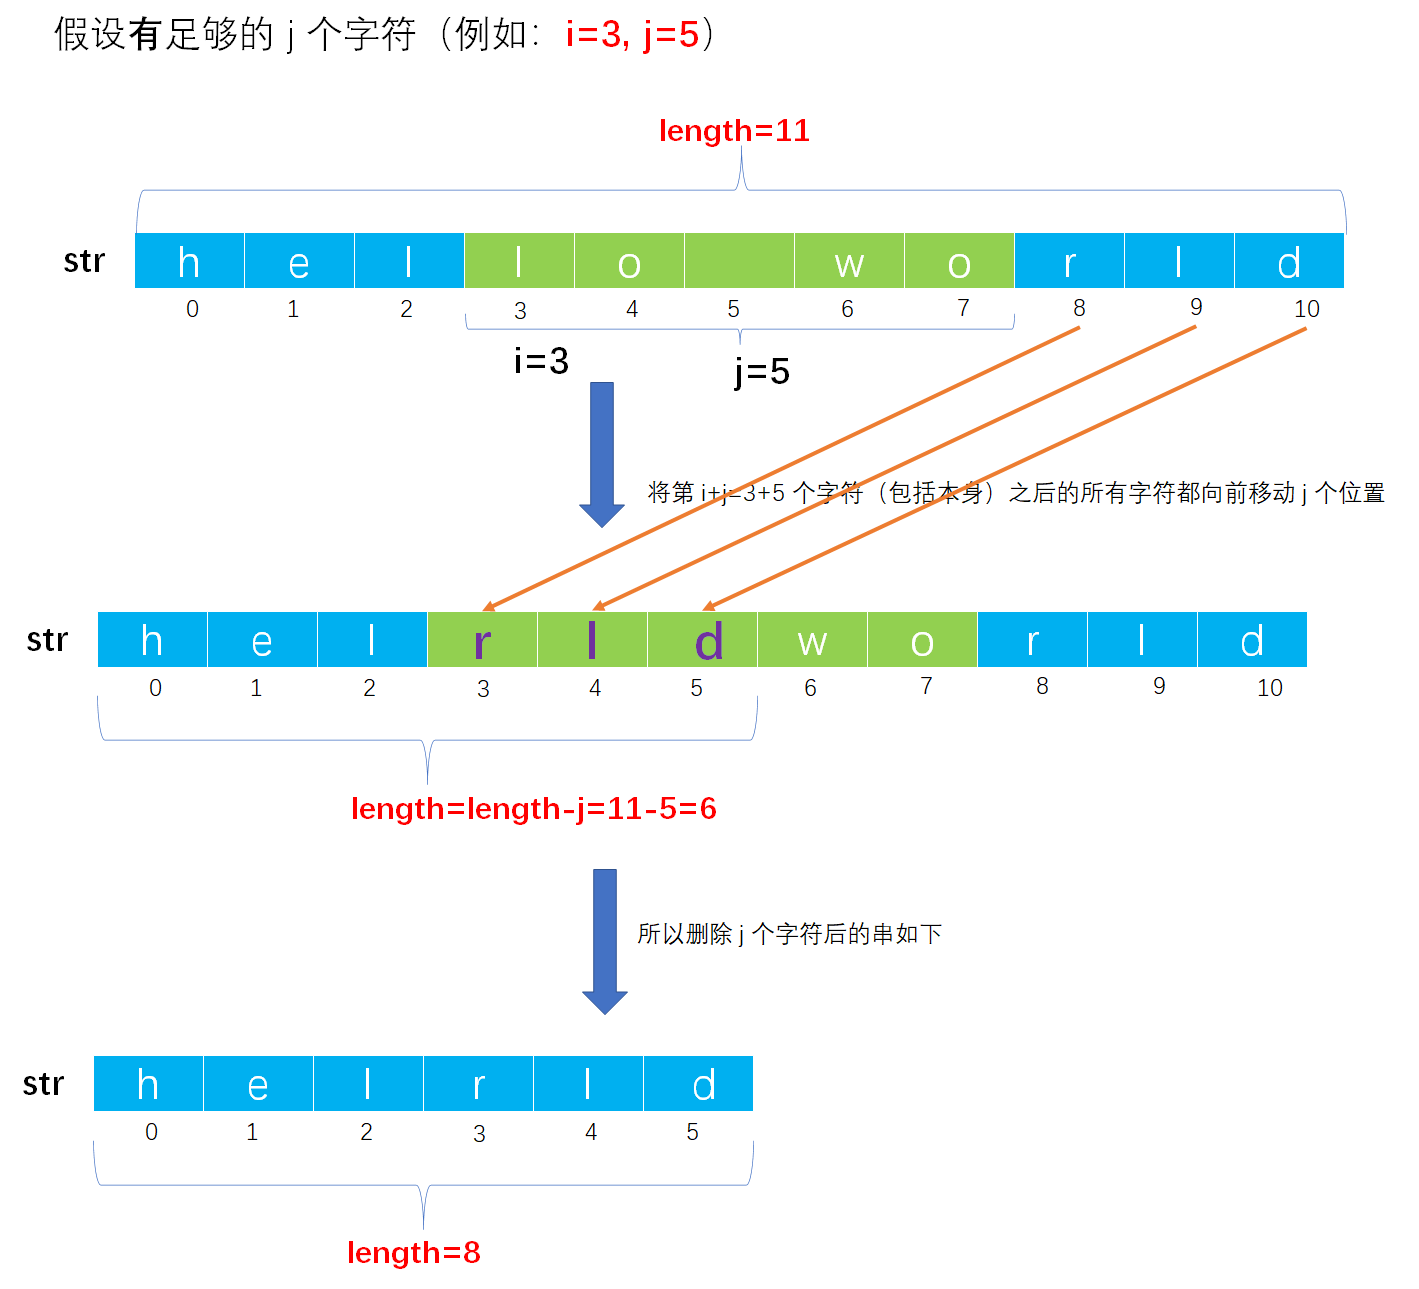 假设有足够的 j 个字符（例如：i=3, j=5）
length=11
str h e l l o w o r l d
0 1 2 3 4 5 6 7 8 9 10
i=3 j=5
将第 i+j=3+5 个字符（包括本身）之后的所有字符都向前移动 j 个位置
str h e l r l d w o r l d
0 1 2 3 4 5 6 7 8 9 10
length=length-j=11-5=6
所以删除 j 个字符后的串如下
str h e l r l d
0 1 2 3 4 5
length=8